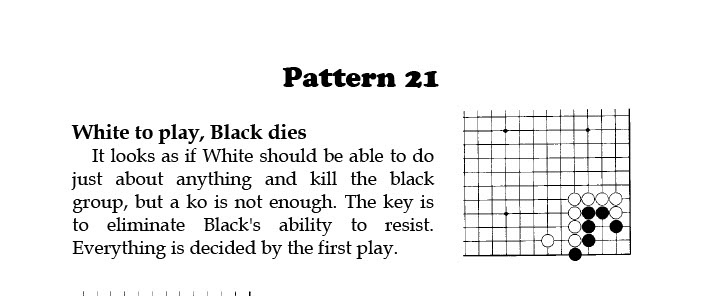 Pattern 21
White to play, Black dies
It looks as if White should be able to do
just about anything and kill the black
group, but a ko is not enough. The key is
to eliminate Black's ability to resist.
Everything is decided by the first play.